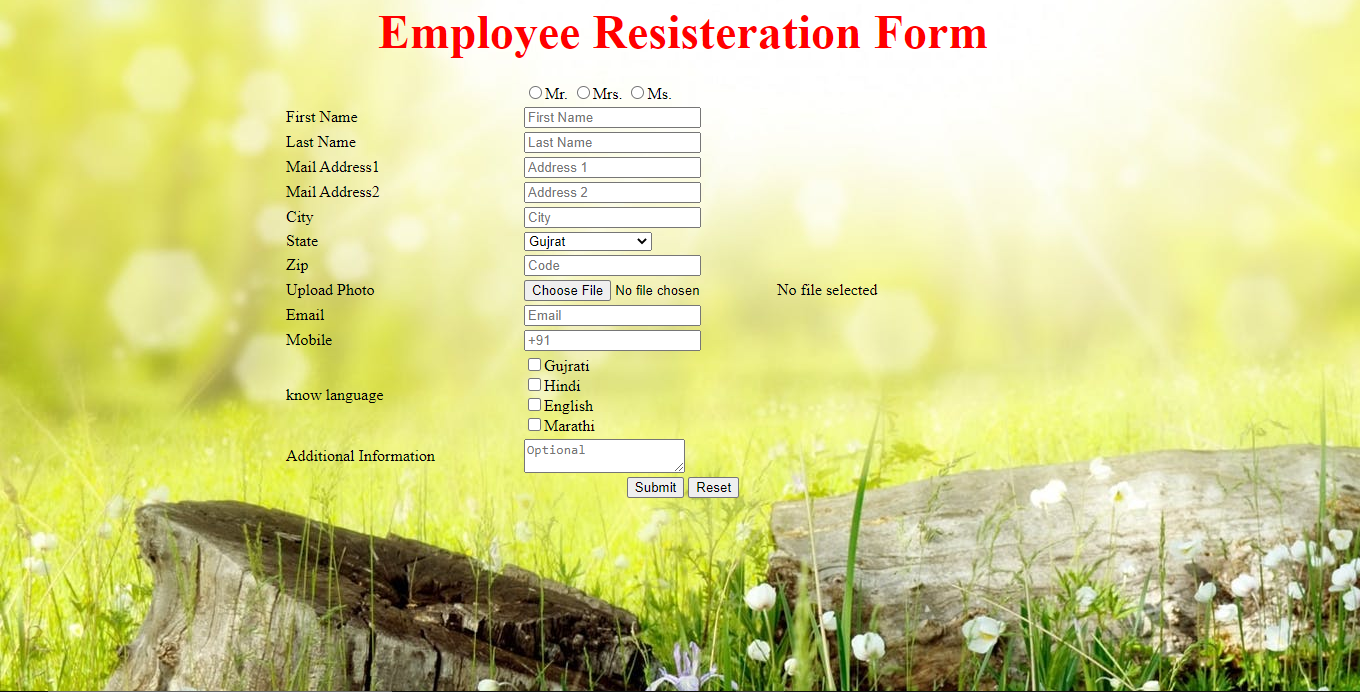 Employee Resisteration Form
Mr. Mrs. Ms.
First Name First Name
Last Name Last Name
Mail Address1 Address 1
Mail Address2 Address 2
City City
State Gujrat
Zip Code
Upload Photo Choose File No file chosen No file selected
Email Email
Mobile +91
Gujrati
Hindi
know language
English
Marathi
Additional Information Optional
Submit Reset